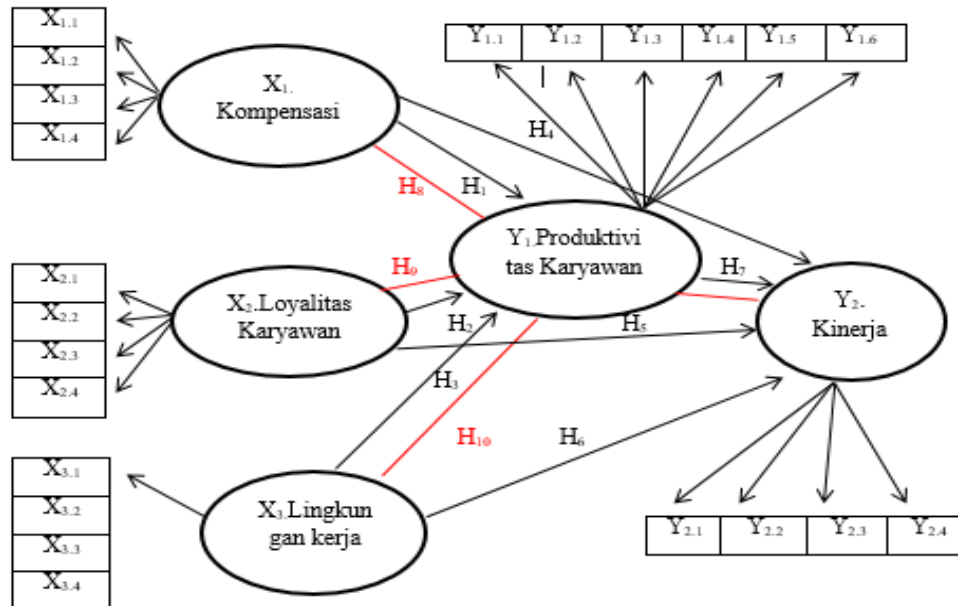 X₁.₁
X₁.₂
X₁.₃
X₁.₄
X₁.
Kompensasi
Y₁.₁
Y₁.₂
Y₁.₃
Y₁.₄
Y₁.₅
Y₁.₆
H₄
H₈
H₁
Y₁.Produktivi
tas Karyawan
X₂.₁
X₂.₂
X₂.₃
X₂.₄
X₂.Loyalitas
Karyawan
H₉
H₂
H₇
H₅
Y₂.
Kinerja
H₃
H₁₀
H₆
X₃.₁
X₃.₂
X₃.₃
X₃.₄
X₃.Lingkun
gan kerja
Y₂.₁
Y₂.₂
Y₂.₃
Y₂.₄